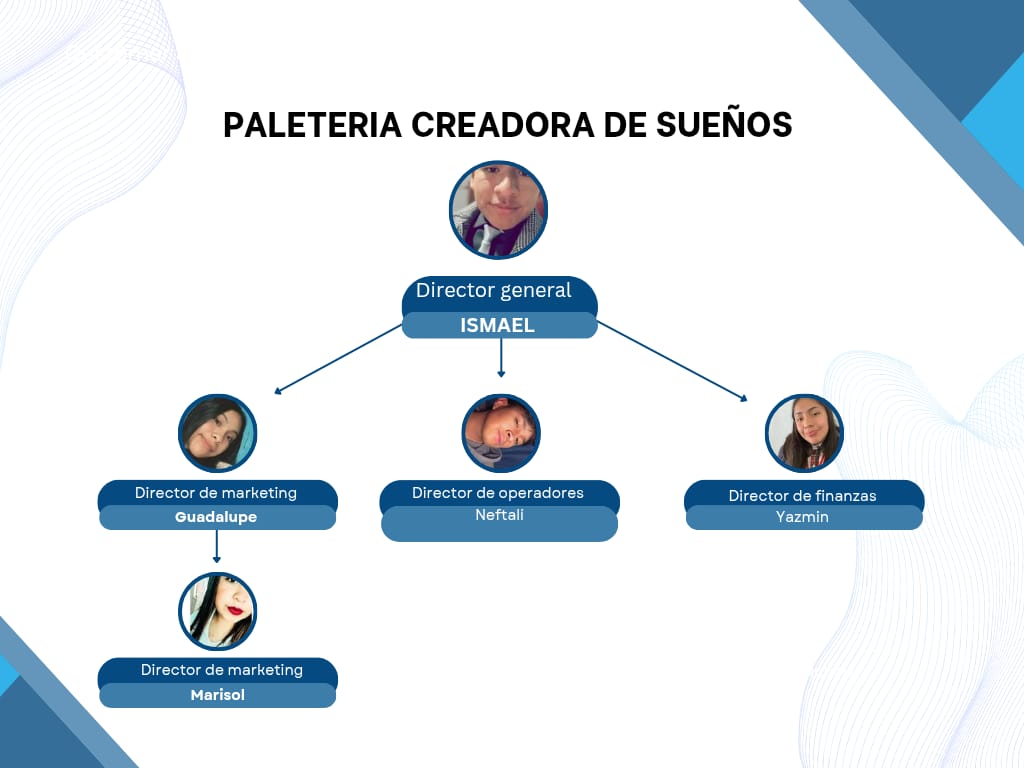 PALETERIA CREADORA DE SUEÑOS
Director general
ISMAEL
Director de marketing
Guadalupe
Director de operadores
Neftali
Director de finanzas
Yazmin
Director de marketing
Marisol